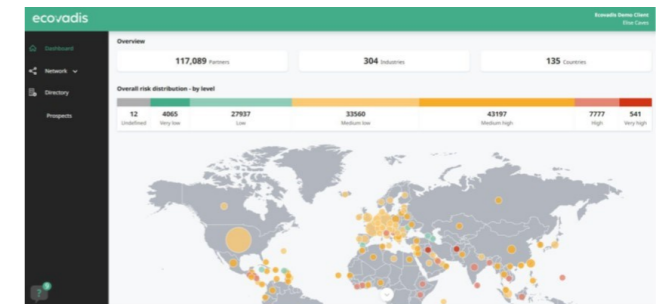 ecovadis
Ecovadis Demo Client
Elise Caves
Dashboard
Network
Directory
Prospects
Overview
117,089 Partners
304 Industries
135 Countries
Overall risk distribution - by level
12 4065 27937 33560 43197 7777 541
Undefined Very low Low Medium low Medium high High Very high
?